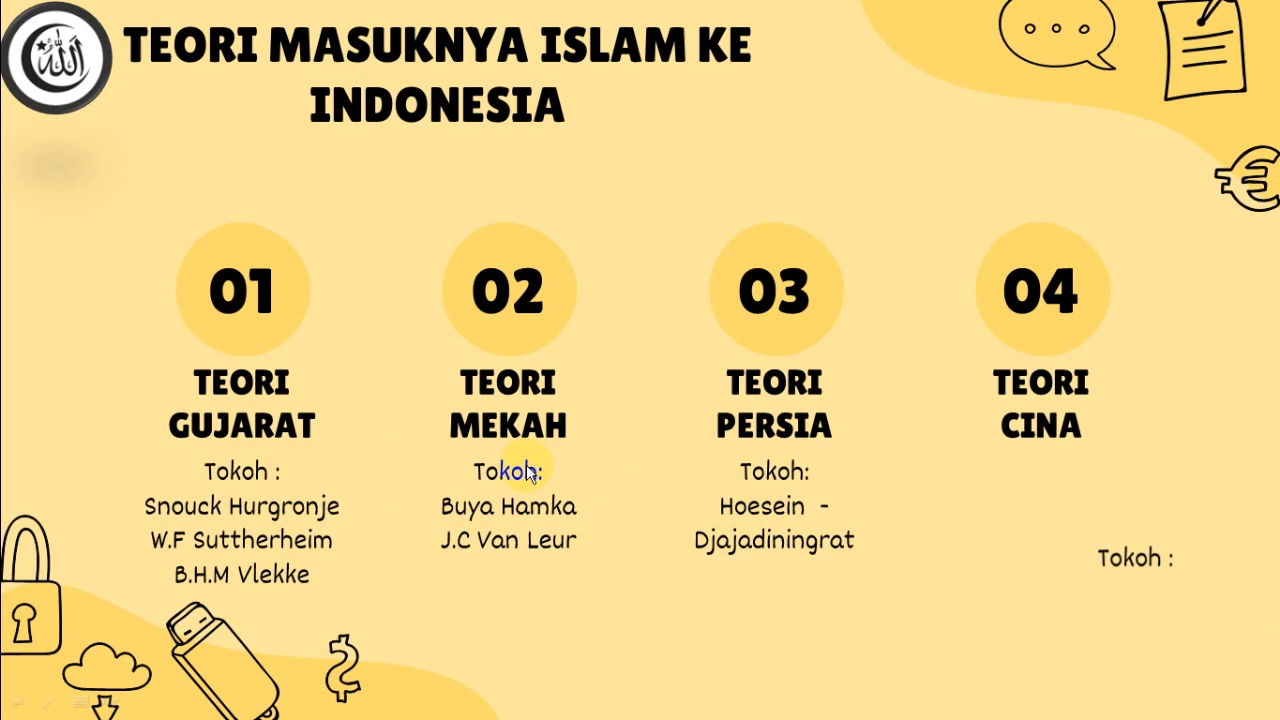 الله
TEORI MASUKNYA ISLAM KE
INDONESIA
01
TEORI
GUJARAT
Tokoh :
Snouck Hurgronje
W.F Suttherheim
B.H.M Vlekke
02
TEORI
MEKAH
Tokoh:
Buya Hamka
J.C Van Leur
03
TEORI
PERSIA
Tokoh:
Hoesein -
Djajadiningrat
04
TEORI
CINA
Tokoh :